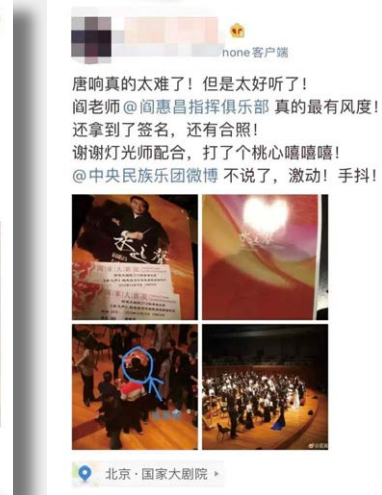 none客户端
唐响真的太难了！但是太好听了！
阎老师@阎惠昌指挥俱乐部 真的最有风度！
还拿到了签名，还有合照！
谢谢灯光师配合，打了个桃心嘻嘻嘻！
@中央民族乐团微博 不说了，激动！手抖！
北京·国家大剧院